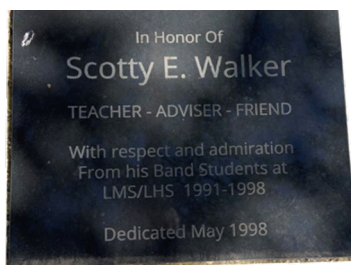 In Honor Of
Scotty E. Walker
TEACHER - ADVISER - FRIEND
With respect and admiration
From his Band Students at
LMS/LHS 1991-1998
Dedicated May 1998